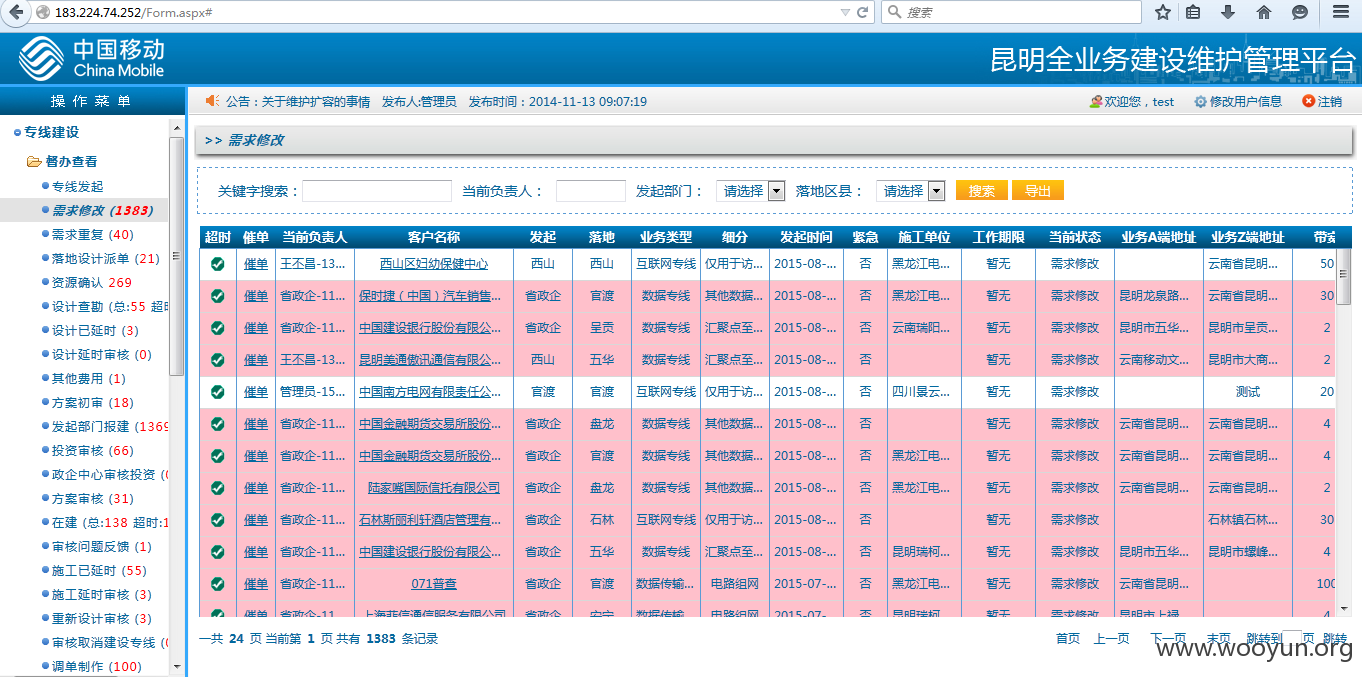 183.224.74.252/Form.aspx#
搜索
中国移动
China Mobile
昆明全业务建设维护管理平台
操作菜单
公告：关于维护扩容的事情 发布人:管理员 发布时间：2014-11-13 09:07:19
欢迎您，test 修改用户信息 注销
专线建设
督办查看
专线发起
需求修改 (1383)
需求重复 (40)
落地设计派单 (21)
资源确认 269
设计查勘 (总:55 超时
设计已延时 (3)
设计延时审核 (0)
其他费用 (1)
方案初审 (18)
发起部门报建 (1369
投资审核 (66)
政企中心审核投资 (0
方案审核 (31)
在建 (总:138 超时:1
审核问题反馈 (1)
施工已延时 (55)
施工延时审核 (3)
重新设计审核 (3)
审核取消建设专线 (0
调单制作 (100)
>> 需求修改
关键字搜索： 当前负责人： 发起部门： 请选择 落地区县： 请选择 搜索 导出
超时 催单 当前负责人 客户名称 发起 落地 业务类型 细分 发起时间 紧急 施工单位 工作期限 当前状态 业务A端地址 业务Z端地址 带宽
催单 王丕昌-13... 西山区妇幼保健中心 西山 西山 互联网专线 仅用于访... 2015-08-... 否 黑龙江电... 暂无 需求修改 云南省昆明... 50
催单 省政企-11... 保时捷（中国）汽车销售... 省政企 官渡 数据专线 其他数据... 2015-08-... 否 黑龙江电... 暂无 需求修改 昆明龙泉路... 云南省昆明... 30
催单 省政企-11... 中国建设银行股份有限公... 省政企 呈贡 数据专线 汇聚点至... 2015-08-... 否 云南瑞阳... 暂无 需求修改 昆明市五华... 昆明市呈贡... 2
催单 王丕昌-13... 昆明美通傲讯通信有限公... 西山 五华 数据专线 汇聚点至... 2015-08-... 否 暂无 需求修改 云南移动文... 昆明市大商... 2
催单 管理员-15... 中国南方电网有限责任公... 官渡 官渡 互联网专线 仅用于访... 2015-08-... 否 四川景云... 暂无 需求修改 测试 20
催单 省政企-11... 中国金融期货交易所股份... 省政企 盘龙 数据专线 其他数据... 2015-08-... 否 暂无 需求修改 云南省昆明... 云南省昆明... 4
催单 省政企-11... 中国金融期货交易所股份... 省政企 官渡 数据专线 其他数据... 2015-08-... 否 黑龙江电... 暂无 需求修改 云南省昆明... 云南省昆明... 4
催单 省政企-11... 陆家嘴国际信托有限公司 省政企 盘龙 数据专线 其他数据... 2015-08-... 否 黑龙江电... 暂无 需求修改 云南省昆明... 云南省昆明... 2
催单 省政企-11... 石林斯丽利轩酒店管理有... 省政企 石林 互联网专线 仅用于访... 2015-08-... 否 暂无 需求修改 石林镇石林... 30
催单 省政企-11... 中国建设银行股份有限公... 省政企 五华 数据专线 汇聚点至... 2015-08-... 否 昆明瑞柯... 暂无 需求修改 昆明市五华... 昆明市螺峰... 4
催单 省政企-11... 071普查 省政企 官渡 数据传输... 电路组网 2015-07-... 否 黑龙江电... 暂无 需求修改 云南省昆明... 100
催单 省政企-11... 上海菲信通信服务有限公司 省政企 安宁 数据传输... 电路组网 2015-07-... 否 昆明瑞柯... 暂无 需求修改 昆明市上禄... 4
一共 24 页 当前第 1 页 共有 1383 条记录
首页 上一页 下一页 末页 跳转到 页 跳转
www.wooyun.org